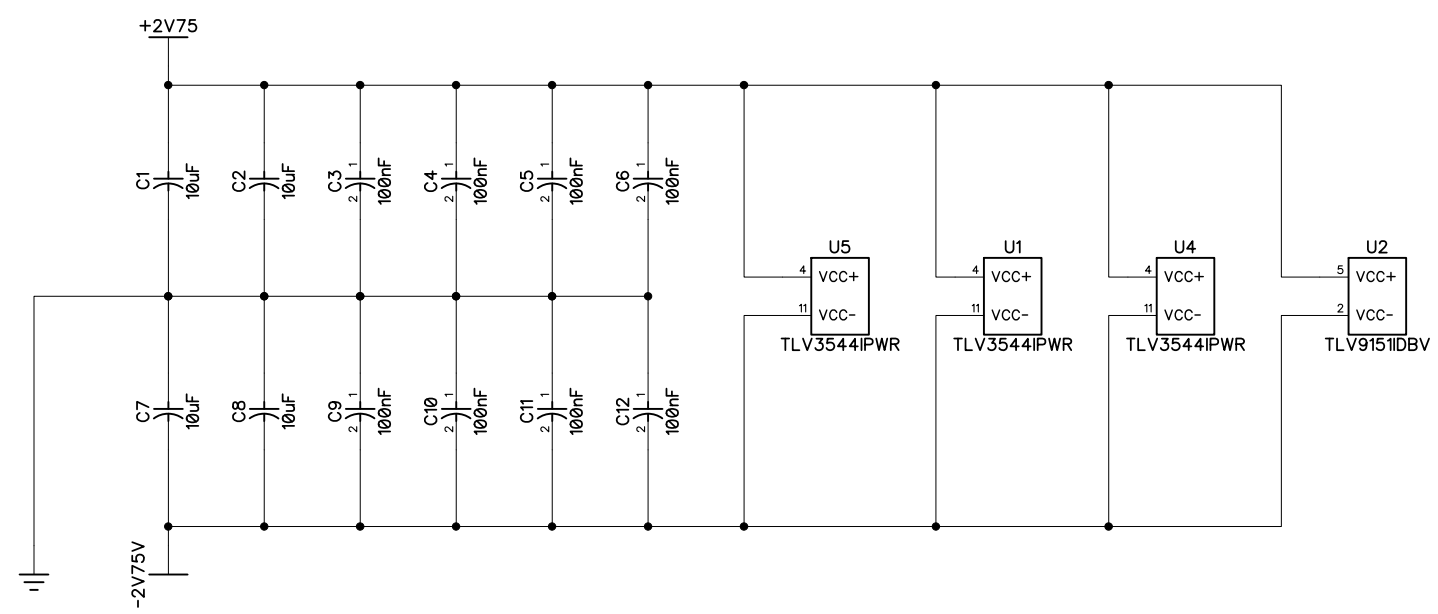 +2V75
C1
10uF
C2
10uF
C3
1
2
100nF
C4
1
2
100nF
C5
1
2
100nF
C6
1
2
100nF
U5
4
VCC+
11
VCC-
TLV3544IPWR
U1
4
VCC+
11
VCC-
TLV3544IPWR
U4
4
VCC+
11
VCC-
TLV3544IPWR
U2
5
VCC+
2
VCC-
TLV9151IDBV
C7
10uF
C8
10uF
C9
1
2
100nF
C10
1
2
100nF
C11
1
2
100nF
C12
1
2
100nF
-2V75V